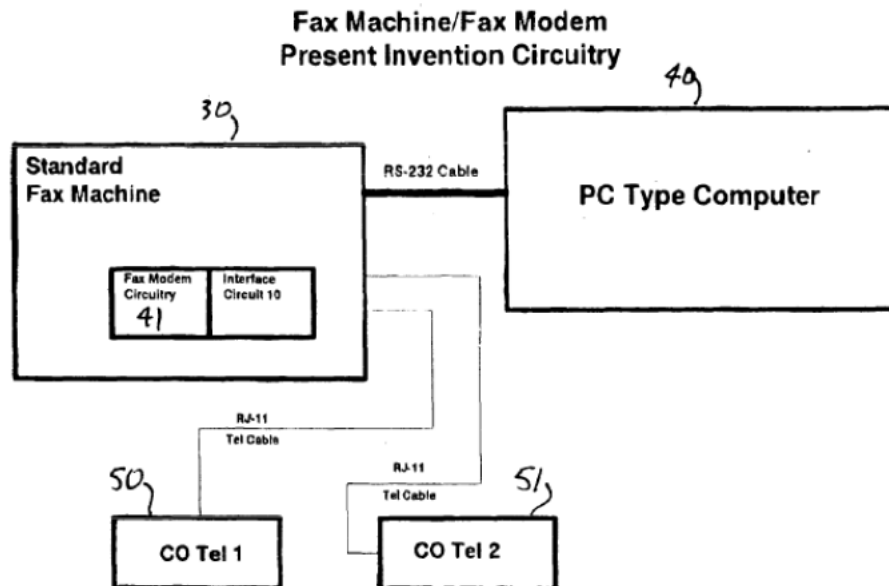 Fax Machine/Fax Modem
Present Invention Circuitry
30
40
Standard
Fax Machine
RS-232 Cable
PC Type Computer
Fax Modem
Circuitry
41
Interface
Circuit 10
RJ-11
Tel Cable
RJ-11
Tel Cable
50
51
CO Tel 1
CO Tel 2